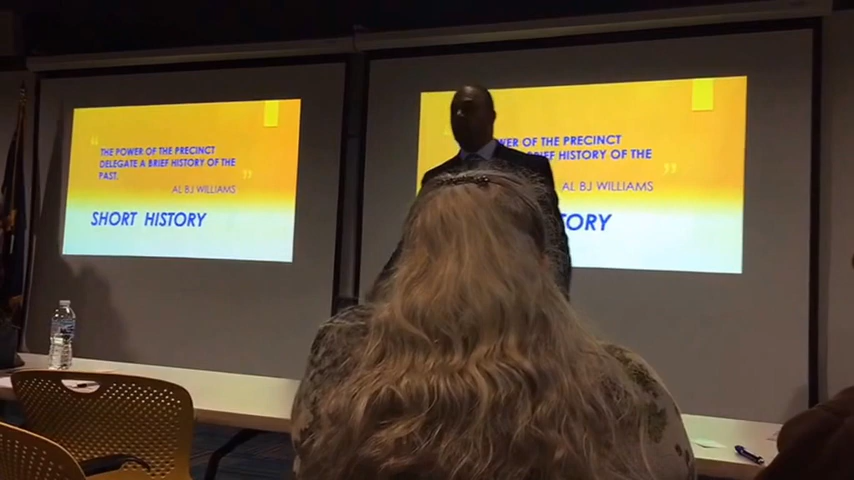 “
THE POWER OF THE PRECINCT
DELEGATE A BRIEF HISTORY OF THE
PAST.
”
AL BJ WILLIAMS
SHORT HISTORY
WER OF THE PRECINCT
BRIEF HISTORY OF THE
”
AL BJ WILLIAMS
ORY